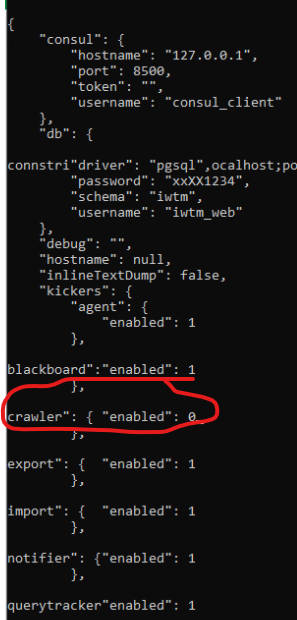 {
"consul": {
"hostname": "127.0.0.1",
"port": 8500,
"token": "",
"username": "consul_client"
},
"db": {
connstri"driver": "pgsql",ocalhost;po
"password": "xxXX1234",
"schema": "iwtm",
"username": "iwtm_web"
},
"debug": "",
"hostname": null,
"inlineTextDump": false,
"kickers": {
"agent": {
"enabled": 1
},
blackboard":"enabled": 1
},
crawler": { "enabled": 0_
},
export": { "enabled": 1
},
import": { "enabled": 1
},
notifier": {"enabled": 1
},
querytracker"enabled": 1